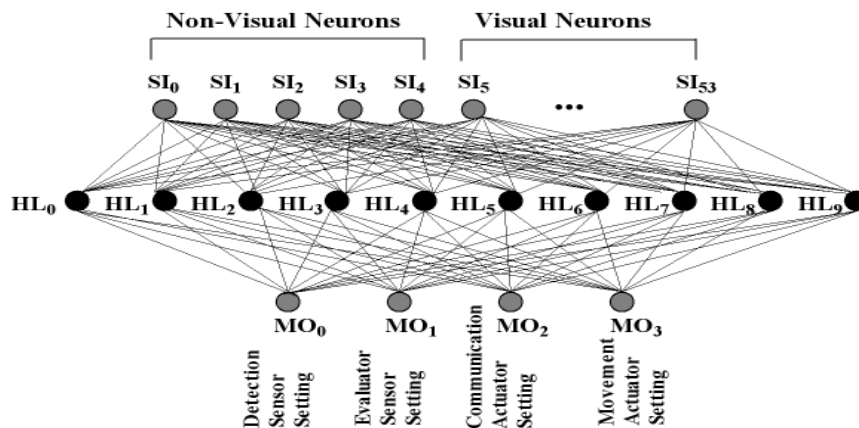 Non-Visual Neurons Visual Neurons
SI0 SI1 SI2 SI3 SI4 SI5 ... SI53
HL0 HL1 HL2 HL3 HL4 HL5 HL6 HL7 HL8 HL9
MO0 MO1 MO2 MO3
Detection
Sensor
Setting
Evaluator
Sensor
Setting
Communication
Actuator
Setting
Movement
Actuator
Setting